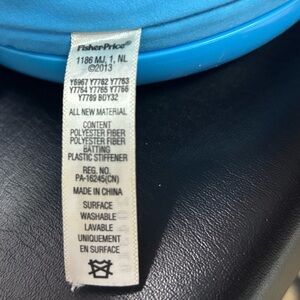 Fisher-Price®
1186 MJ, 1, NL
©2013
Y6967 Y7762 Y7763
Y7764 Y7765 Y7766
Y7789 BGY32
ALL NEW MATERIAL
CONTENT
POLYESTER FIBER
POLYESTER FIBER
BATTING
PLASTIC STIFFENER
REG. NO.
PA-16245(CN)
MADE IN CHINA
SURFACE
WASHABLE
LAVABLE
UNIQUEMENT
EN SURFACE